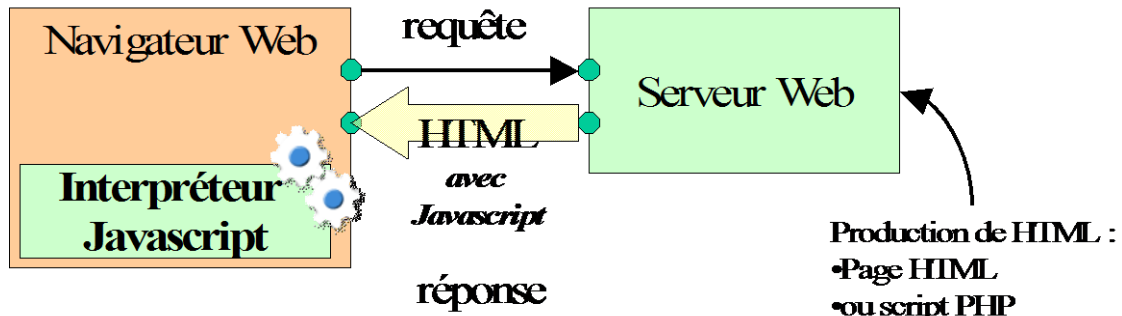 Navigateur Web
requête
Serveur Web
HTML
avec
Javascript
Interpréteur
Javascript
réponse
Production de HTML :
•Page HTML
•ou script PHP